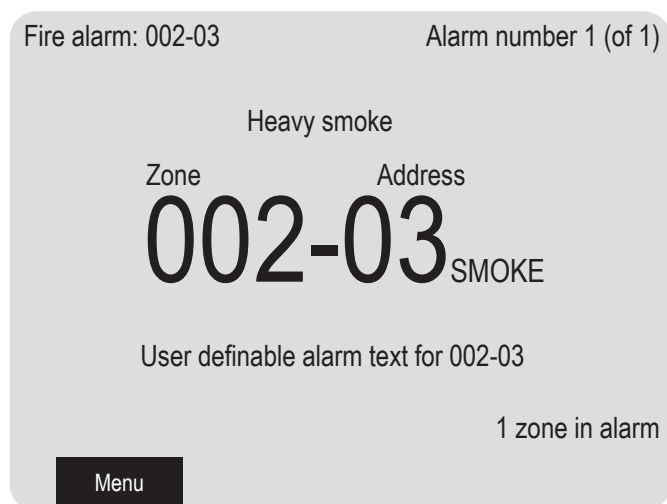 Fire alarm: 002-03 Alarm number 1 (of 1)
Heavy smoke
Zone Address
002-03 SMOKE
User definable alarm text for 002-03
1 zone in alarm
Menu